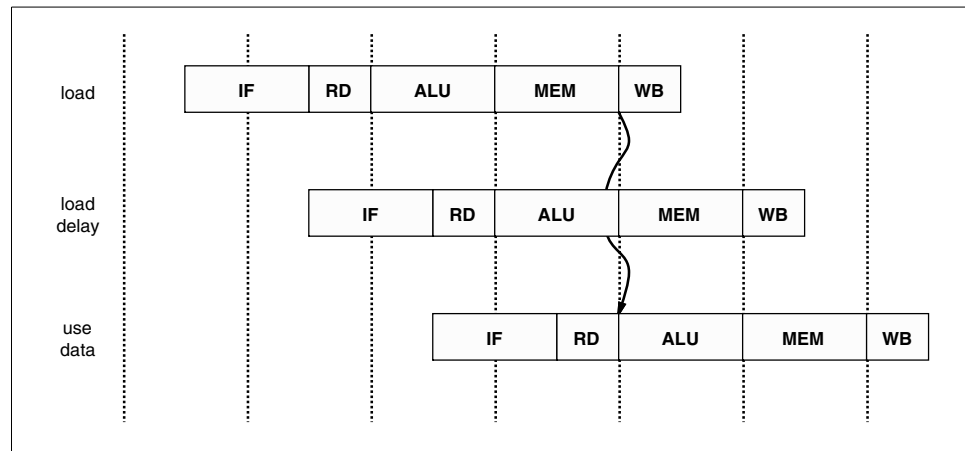 load IF RD ALU MEM WB
load
delay
IF RD ALU MEM WB
use
data
IF RD ALU MEM WB